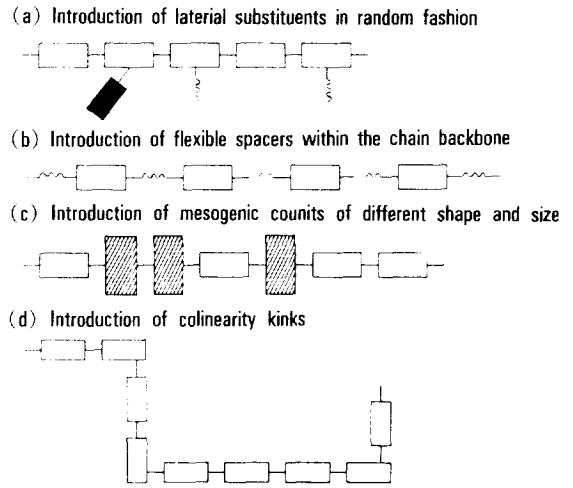 (a) Introduction of laterial substituents in random fashion
(b) Introduction of flexible spacers within the chain backbone
(c) Introduction of mesogenic counits of different shape and size
(d) Introduction of colinearity kinks